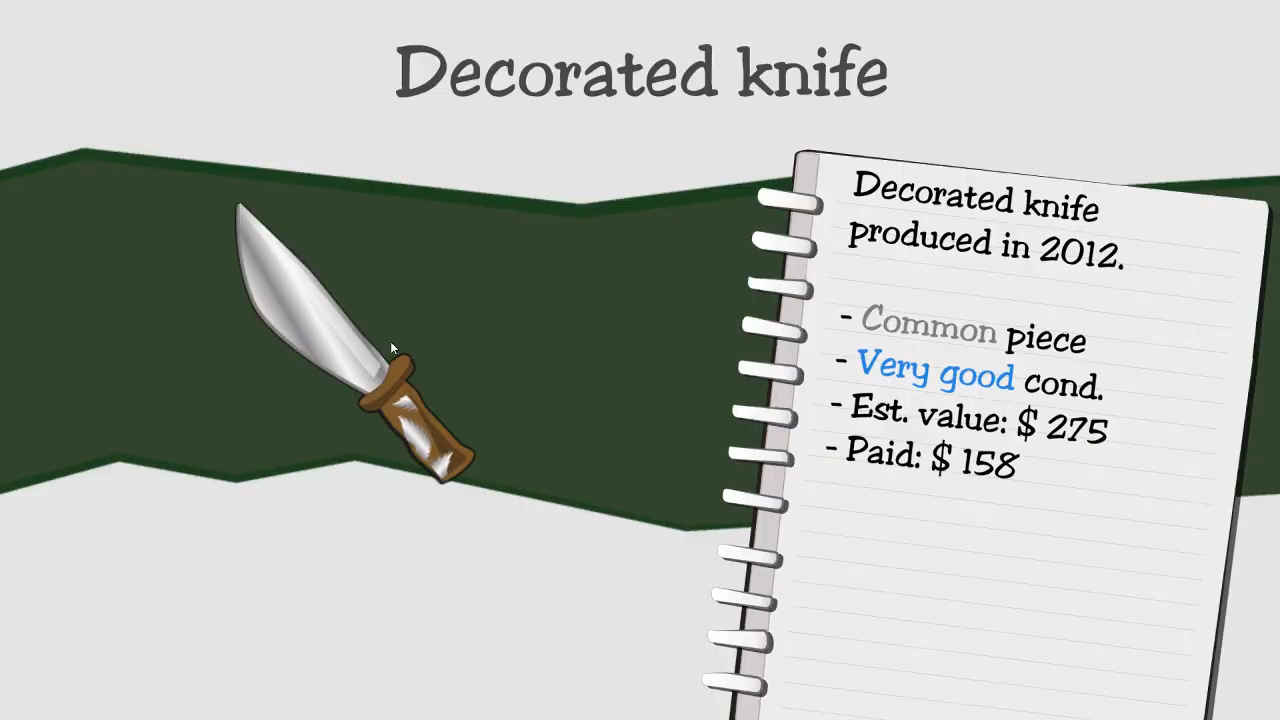 Decorated knife
Decorated knife
produced in 2012.
- Common piece
- Very good cond.
- Est. value: $ 275
- Paid: $ 158